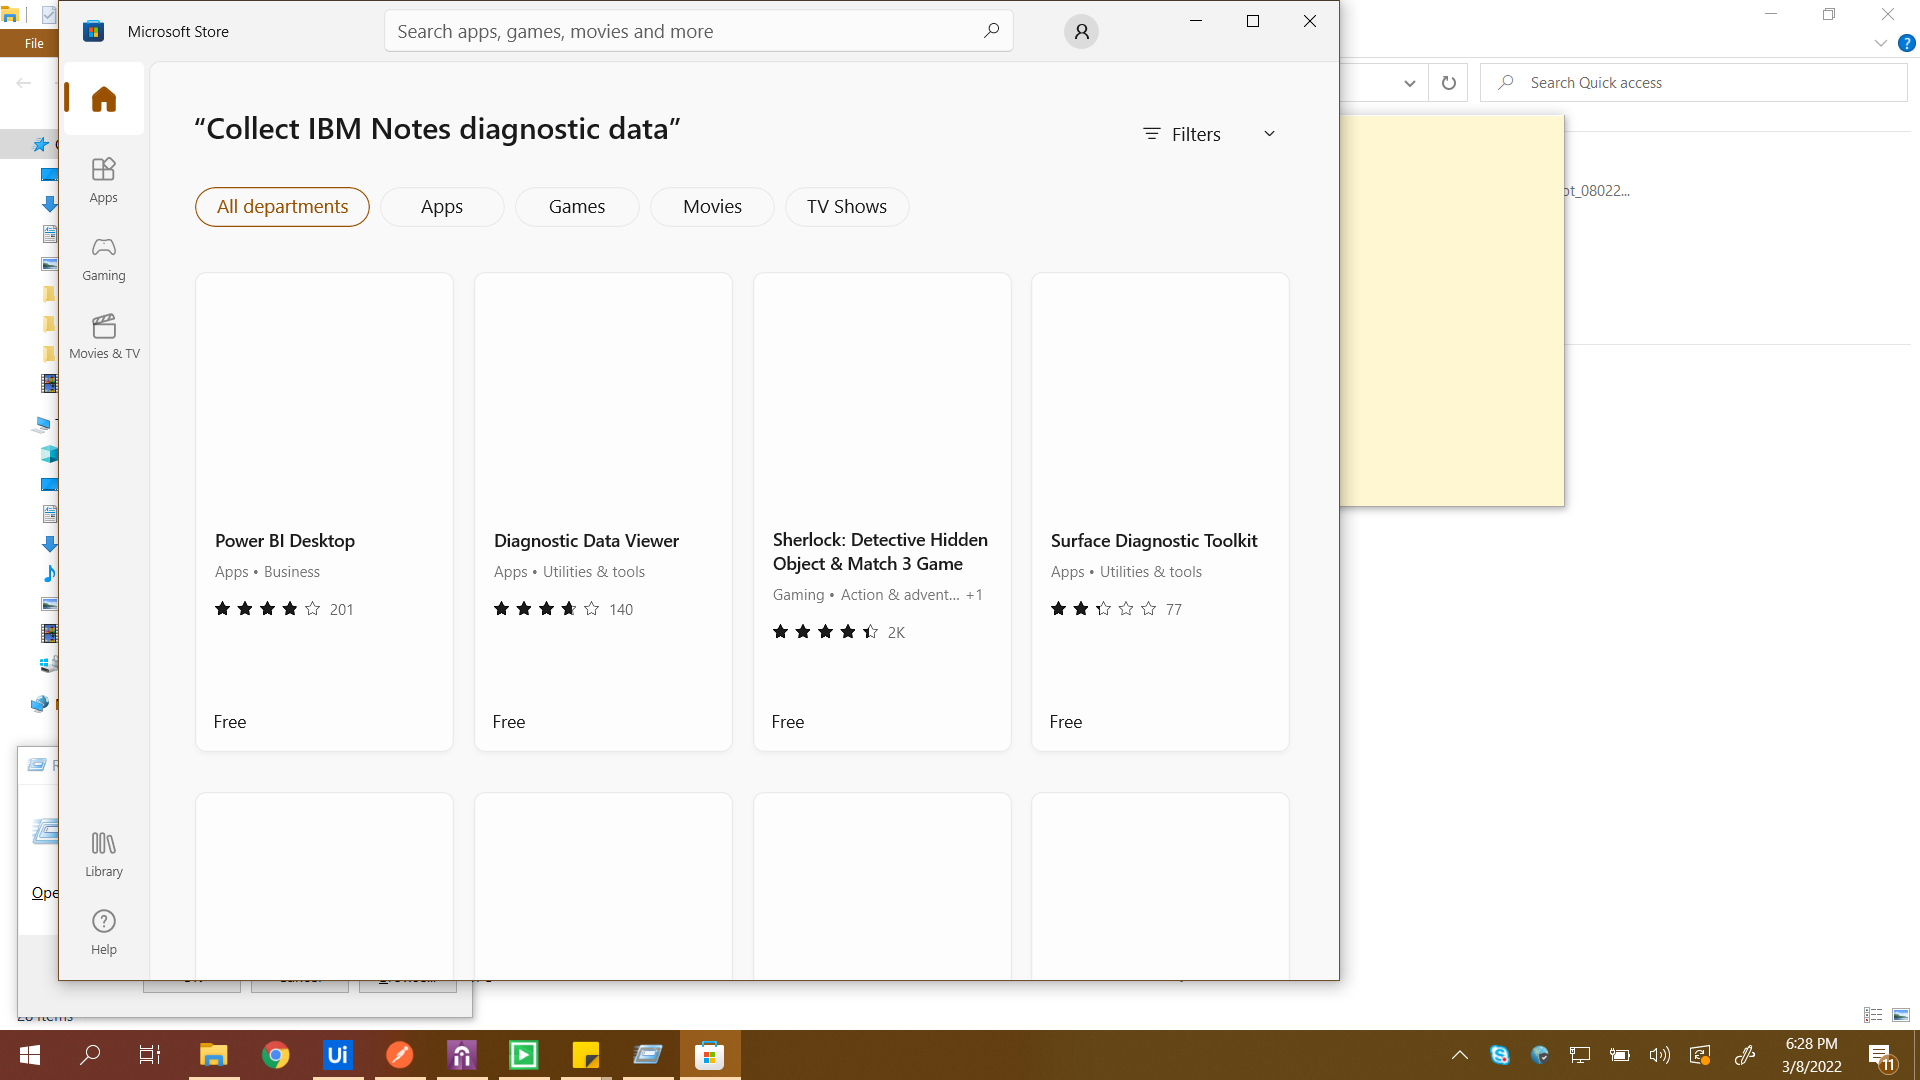 File
Microsoft Store
Search apps, games, movies and more
Search Quick access
Apps
Gaming
Movies & TV
Library
Help
“Collect IBM Notes diagnostic data”
Filters
All departments
Apps
Games
Movies
TV Shows
Power BI Desktop
Apps • Business
201
Free
Diagnostic Data Viewer
Apps • Utilities & tools
140
Free
Sherlock: Detective Hidden
Object & Match 3 Game
Gaming • Action & advent... +1
2K
Free
Surface Diagnostic Toolkit
Apps • Utilities & tools
77
Free
ot_08022...
Ope
Ui
6:28 PM
3/8/2022
11